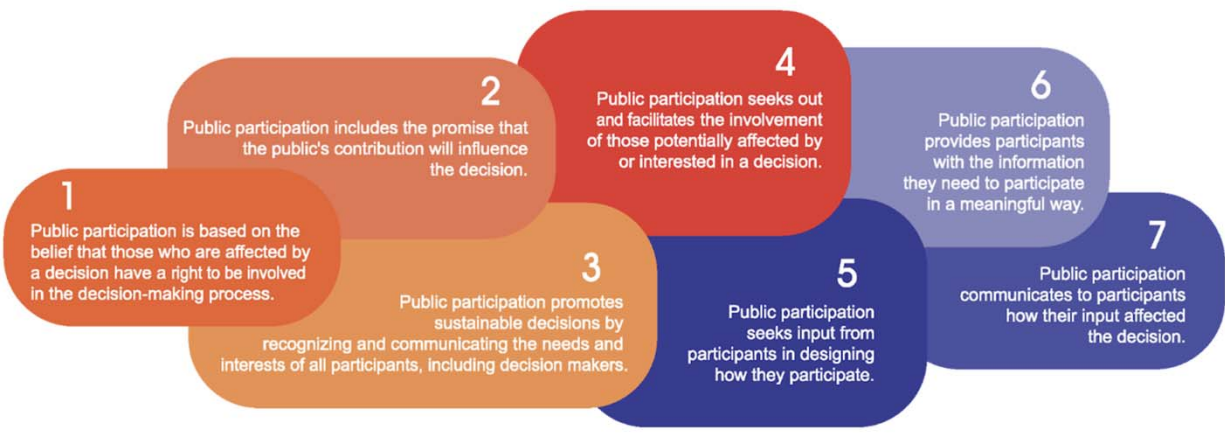 1
Public participation is based on the
belief that those who are affected by
a decision have a right to be involved
in the decision-making process.
2
Public participation includes the promise that
the public's contribution will influence
the decision.
3
Public participation promotes
sustainable decisions by
recognizing and communicating the needs and
interests of all participants, including decision makers.
4
Public participation seeks out
and facilitates the involvement
of those potentially affected by
or interested in a decision.
5
Public participation
seeks input from
participants in designing
how they participate.
6
Public participation
provides participants
with the information
they need to participate
in a meaningful way.
7
Public participation
communicates to participants
how their input affected
the decision.